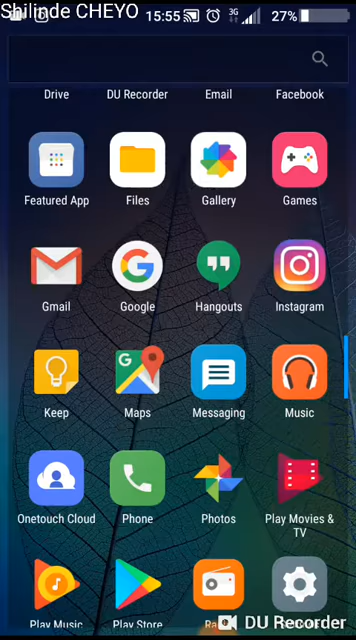 Shilinde CHEYO
15:55 3G 27%
Drive DU Recorder Email Facebook
Featured App Files Gallery Games
Gmail Google Hangouts Instagram
Keep Maps Messaging Music
Onetouch Cloud Phone Photos Play Movies &
TV
Play Music Play Store
DU Recorder